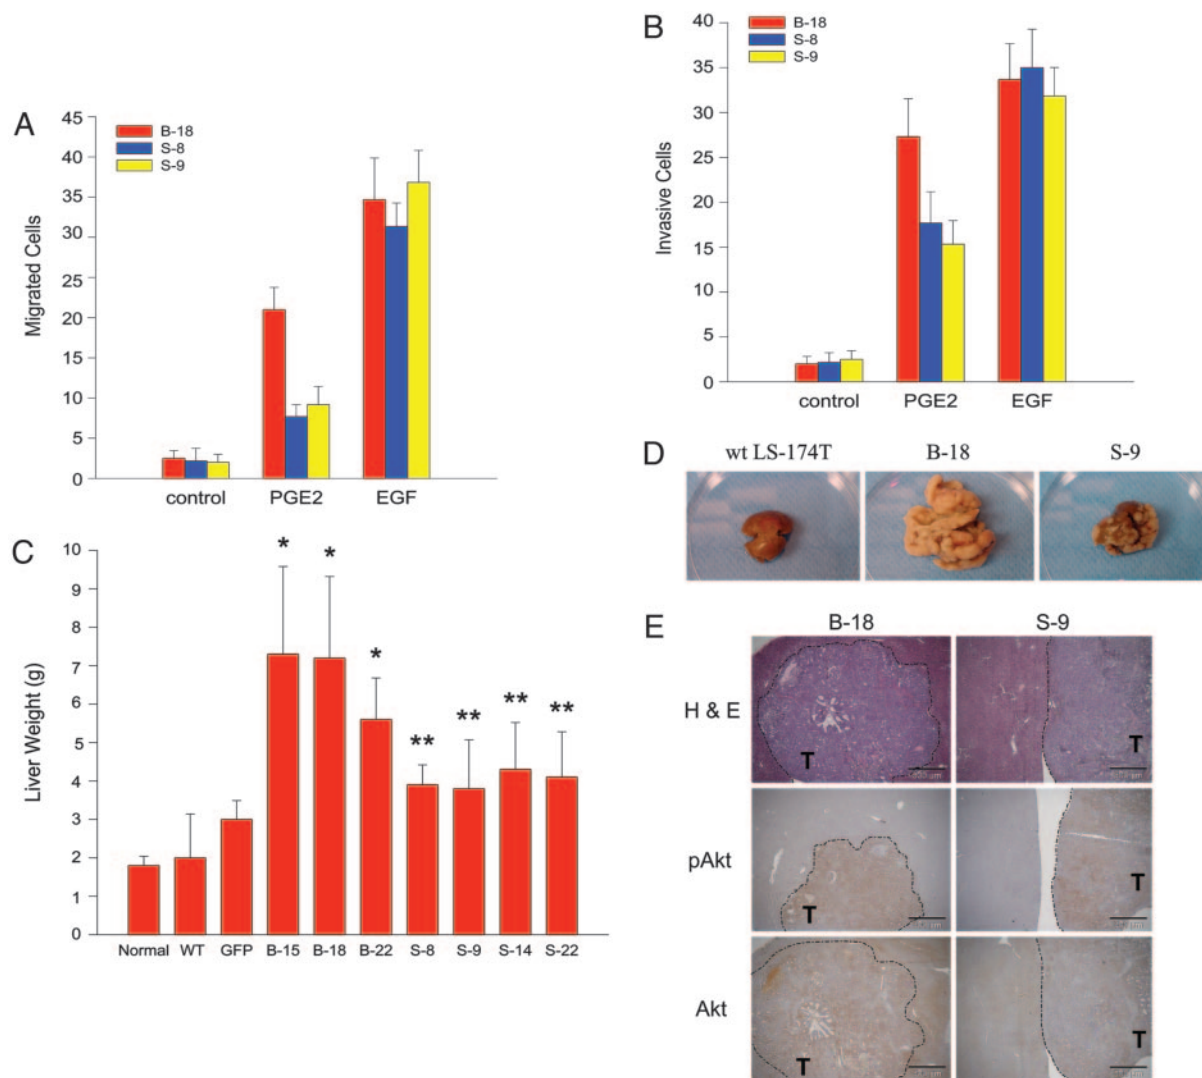 A
45
40
35
30
25
20
15
10
5
0
Migrated Cells
B-18
S-8
S-9
control PGE2 EGF
B
40
35
30
25
20
15
10
5
0
Invasive Cells
B-18
S-8
S-9
control PGE2 EGF
C
10
9
8
7
6
5
4
3
2
1
0
Liver Weight (g)
* * * ** ** ** **
Normal WT GFP B-15 B-18 B-22 S-8 S-9 S-14 S-22
D
wt LS-174T B-18 S-9
E
B-18 S-9
H & E
T T
pAkt
T T
Akt
T T